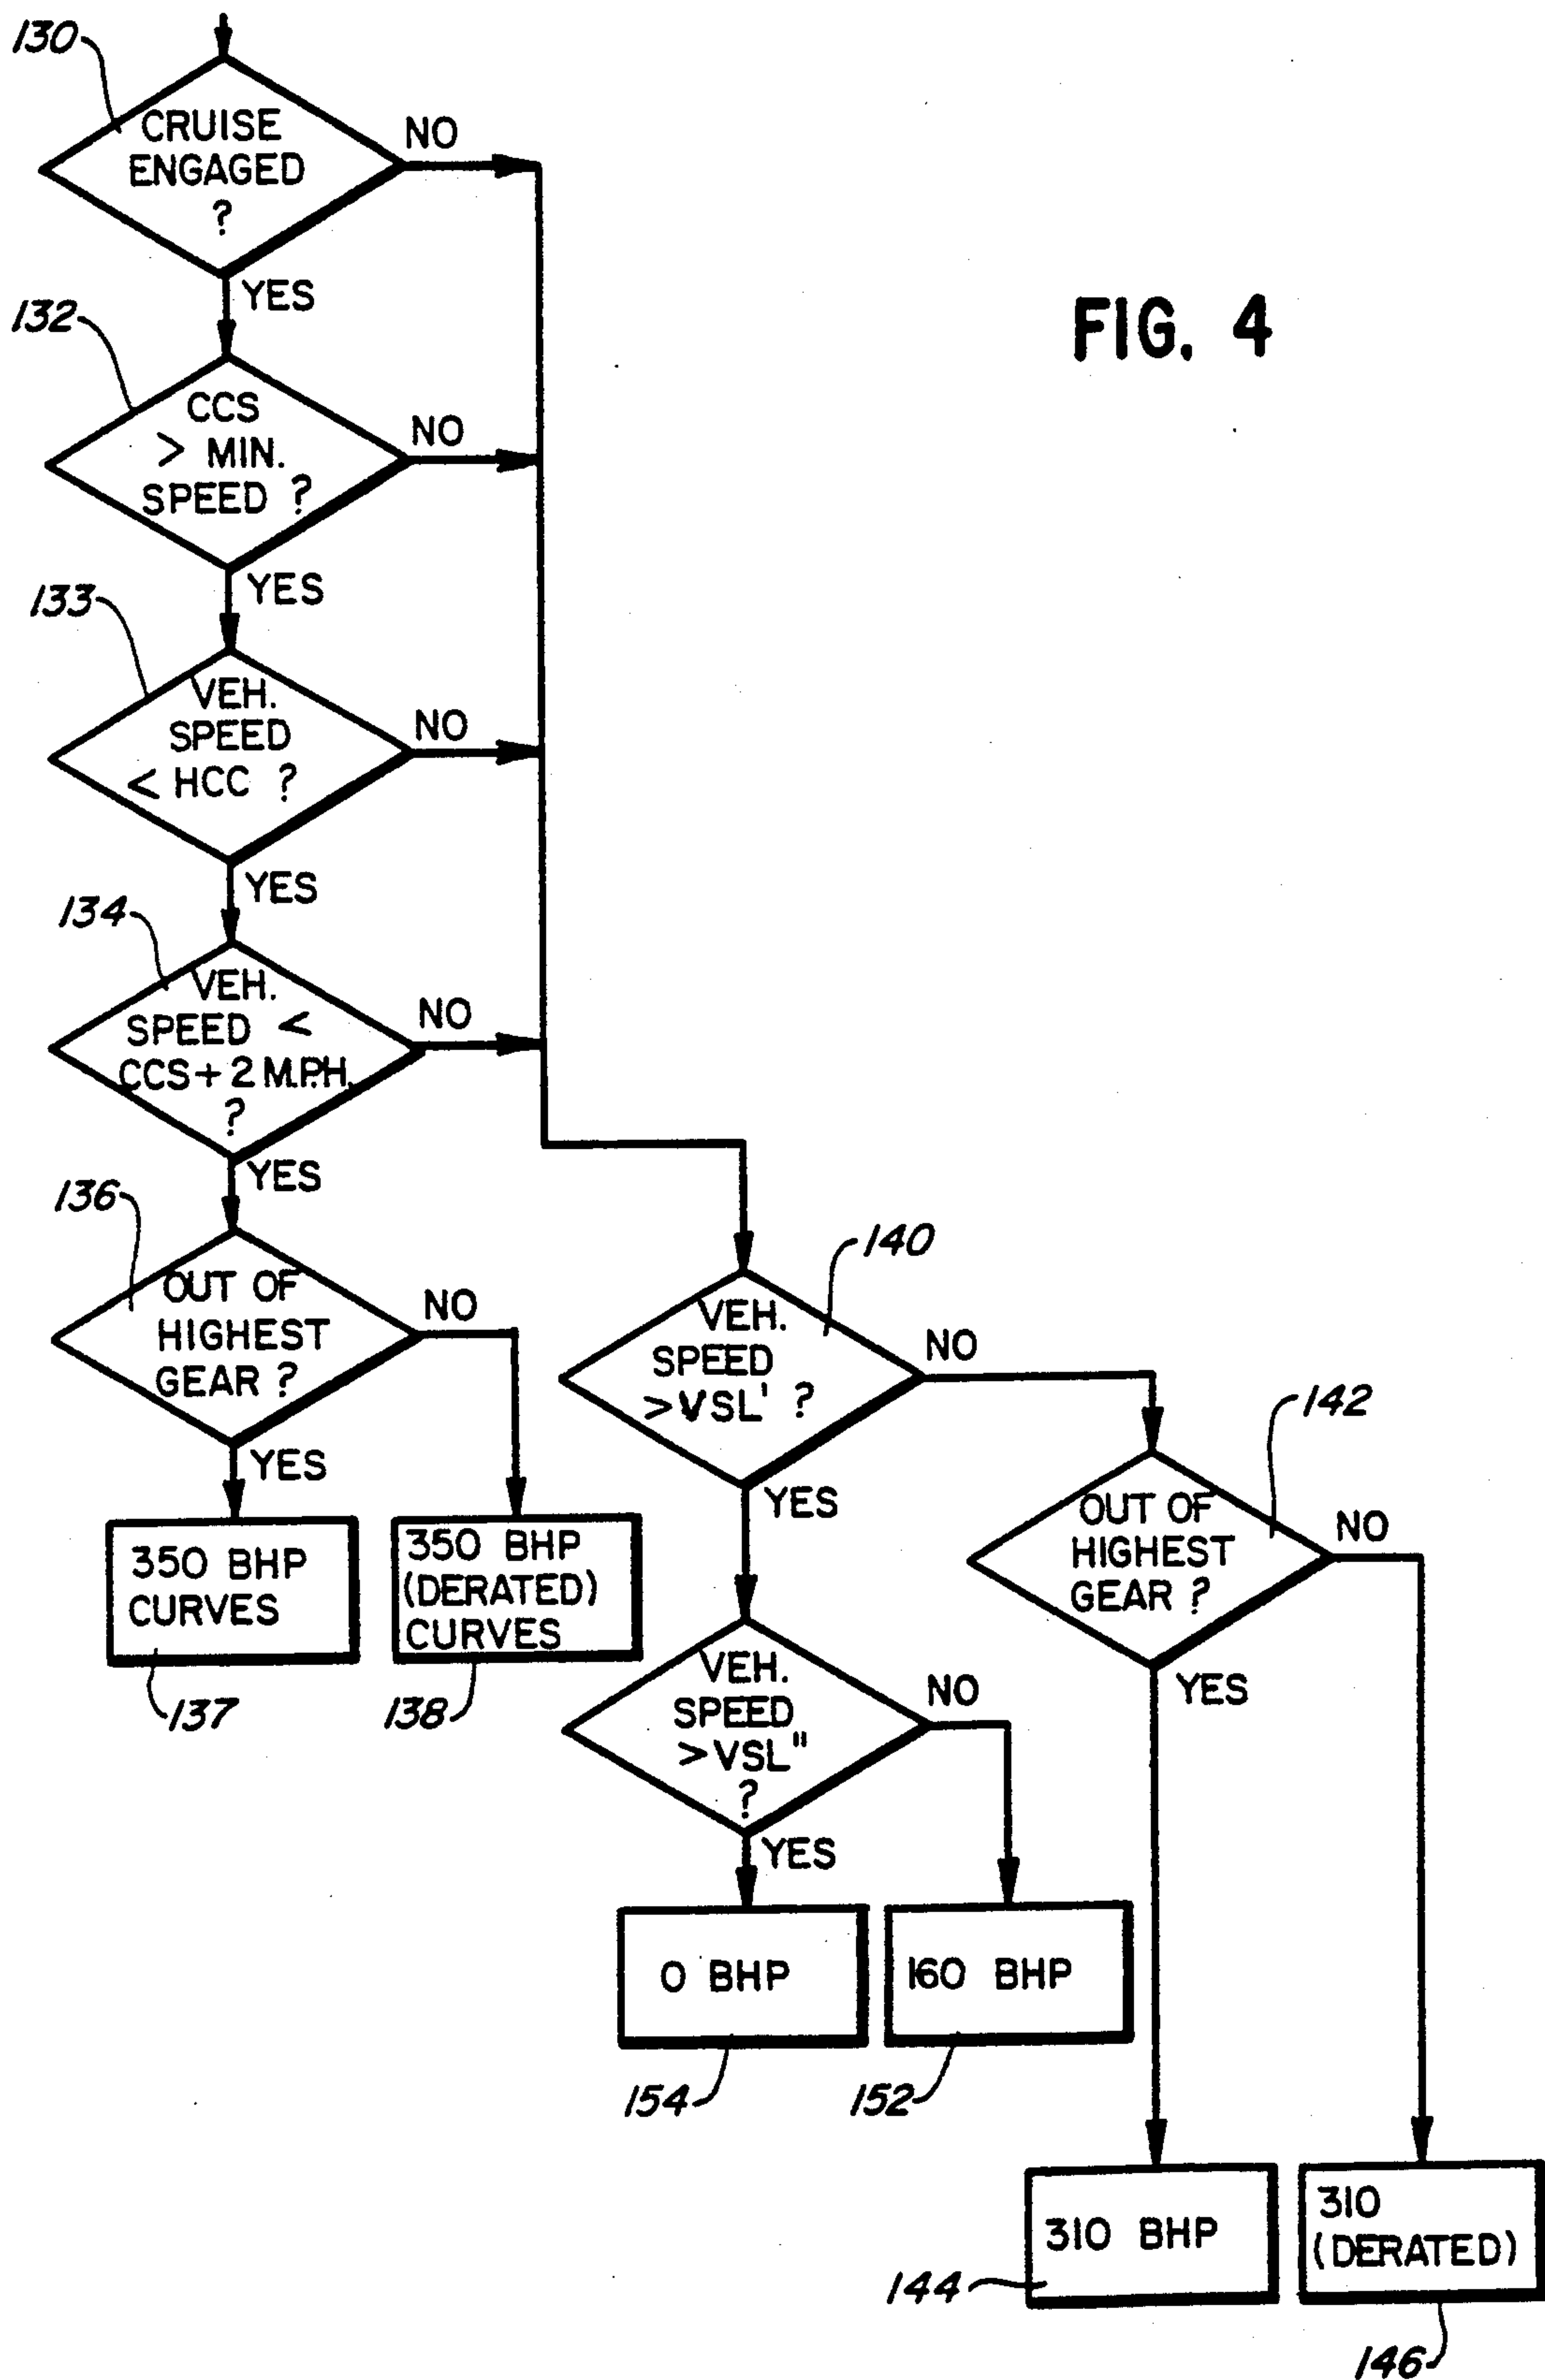 130
CRUISE
ENGAGED
?
NO
YES
FIG. 4
132
CCS
> MIN.
SPEED ?
NO
YES
133
VEH.
SPEED
< HCC ?
NO
YES
134
VEH.
SPEED <
CCS + 2 M.P.H.
?
NO
YES
136
OUT OF
HIGHEST
GEAR ?
NO
YES
350 BHP
CURVES
137
350 BHP
(DERATED)
CURVES
138
140
VEH.
SPEED
> VSL' ?
NO
YES
142
OUT OF
HIGHEST
GEAR ?
NO
YES
VEH.
SPEED
> VSL"
?
NO
YES
0 BHP
154
160 BHP
152
310 BHP
144
310
(DERATED)
146